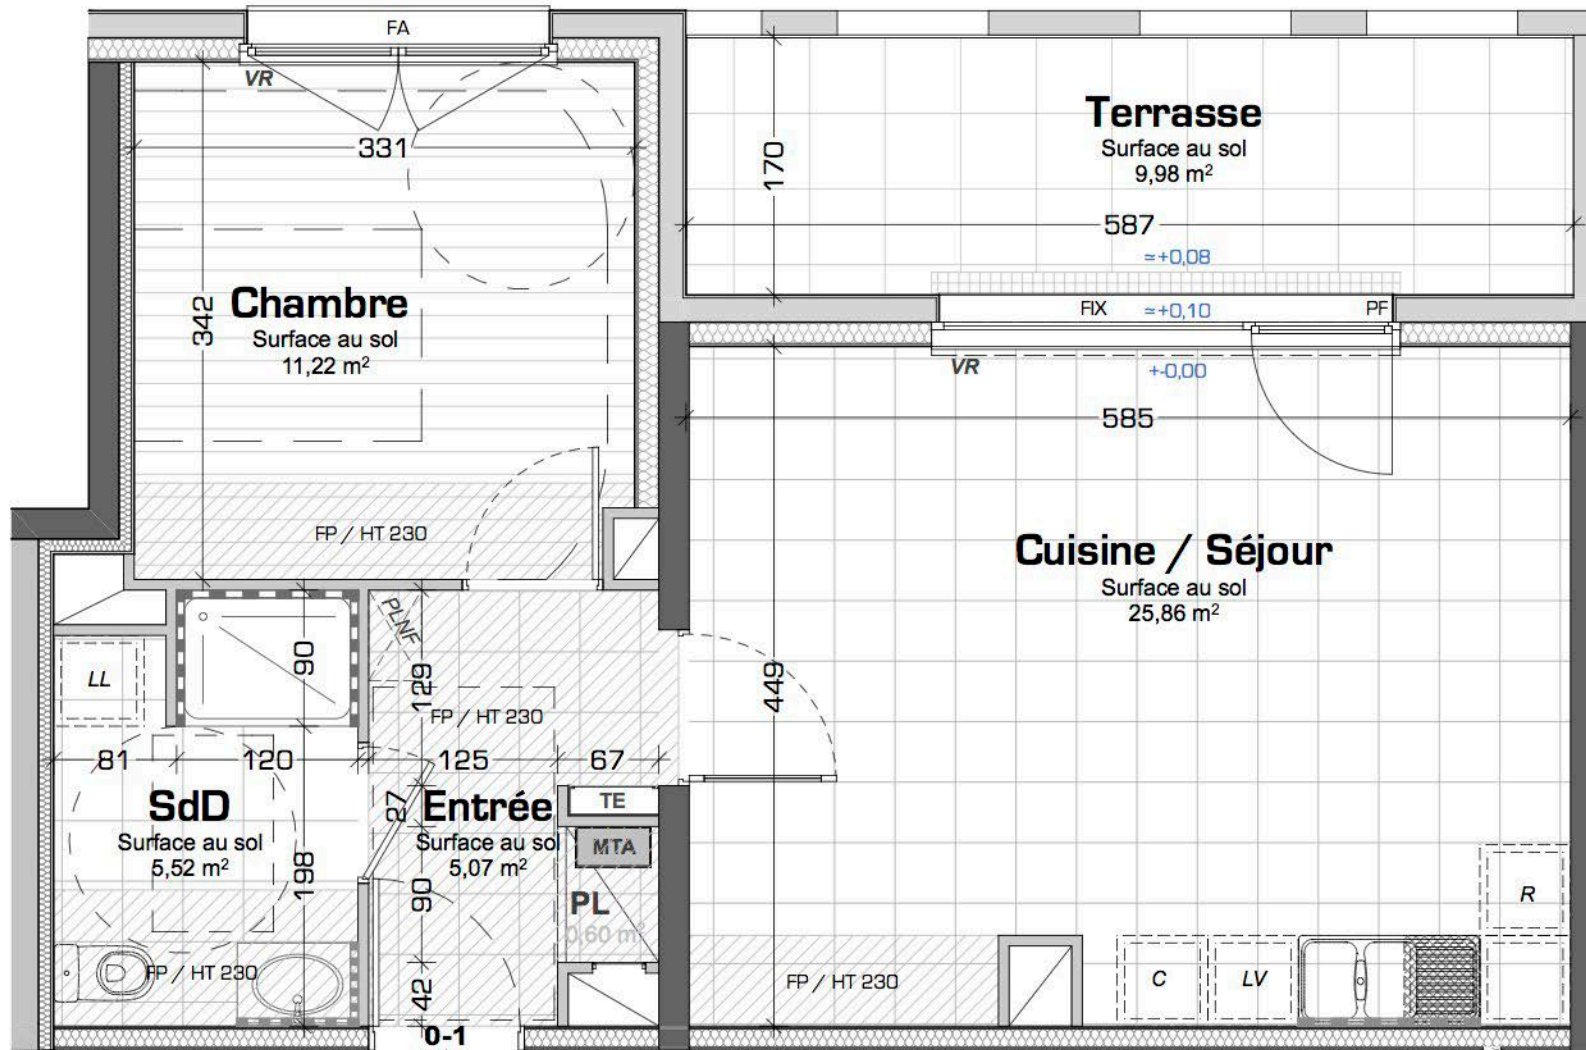 FA
VR
331
Terrasse
Surface au sol
9,98 m²
170
587
≃+0,08
342
Chambre
Surface au sol
11,22 m²
FIX
≃+0,10
PF
VR
+-0,00
585
FP / HT 230
Cuisine / Séjour
Surface au sol
25,86 m²
PLNF
90
129
449
LL
FP / HT 230
81
120
125
67
27
TE
SdD
Surface au sol
5,52 m²
Entrée
Surface au sol
5,07 m²
MTA
198
90
PL
0,60 m²
R
FP / HT 230
42
FP / HT 230
C
LV
0-1